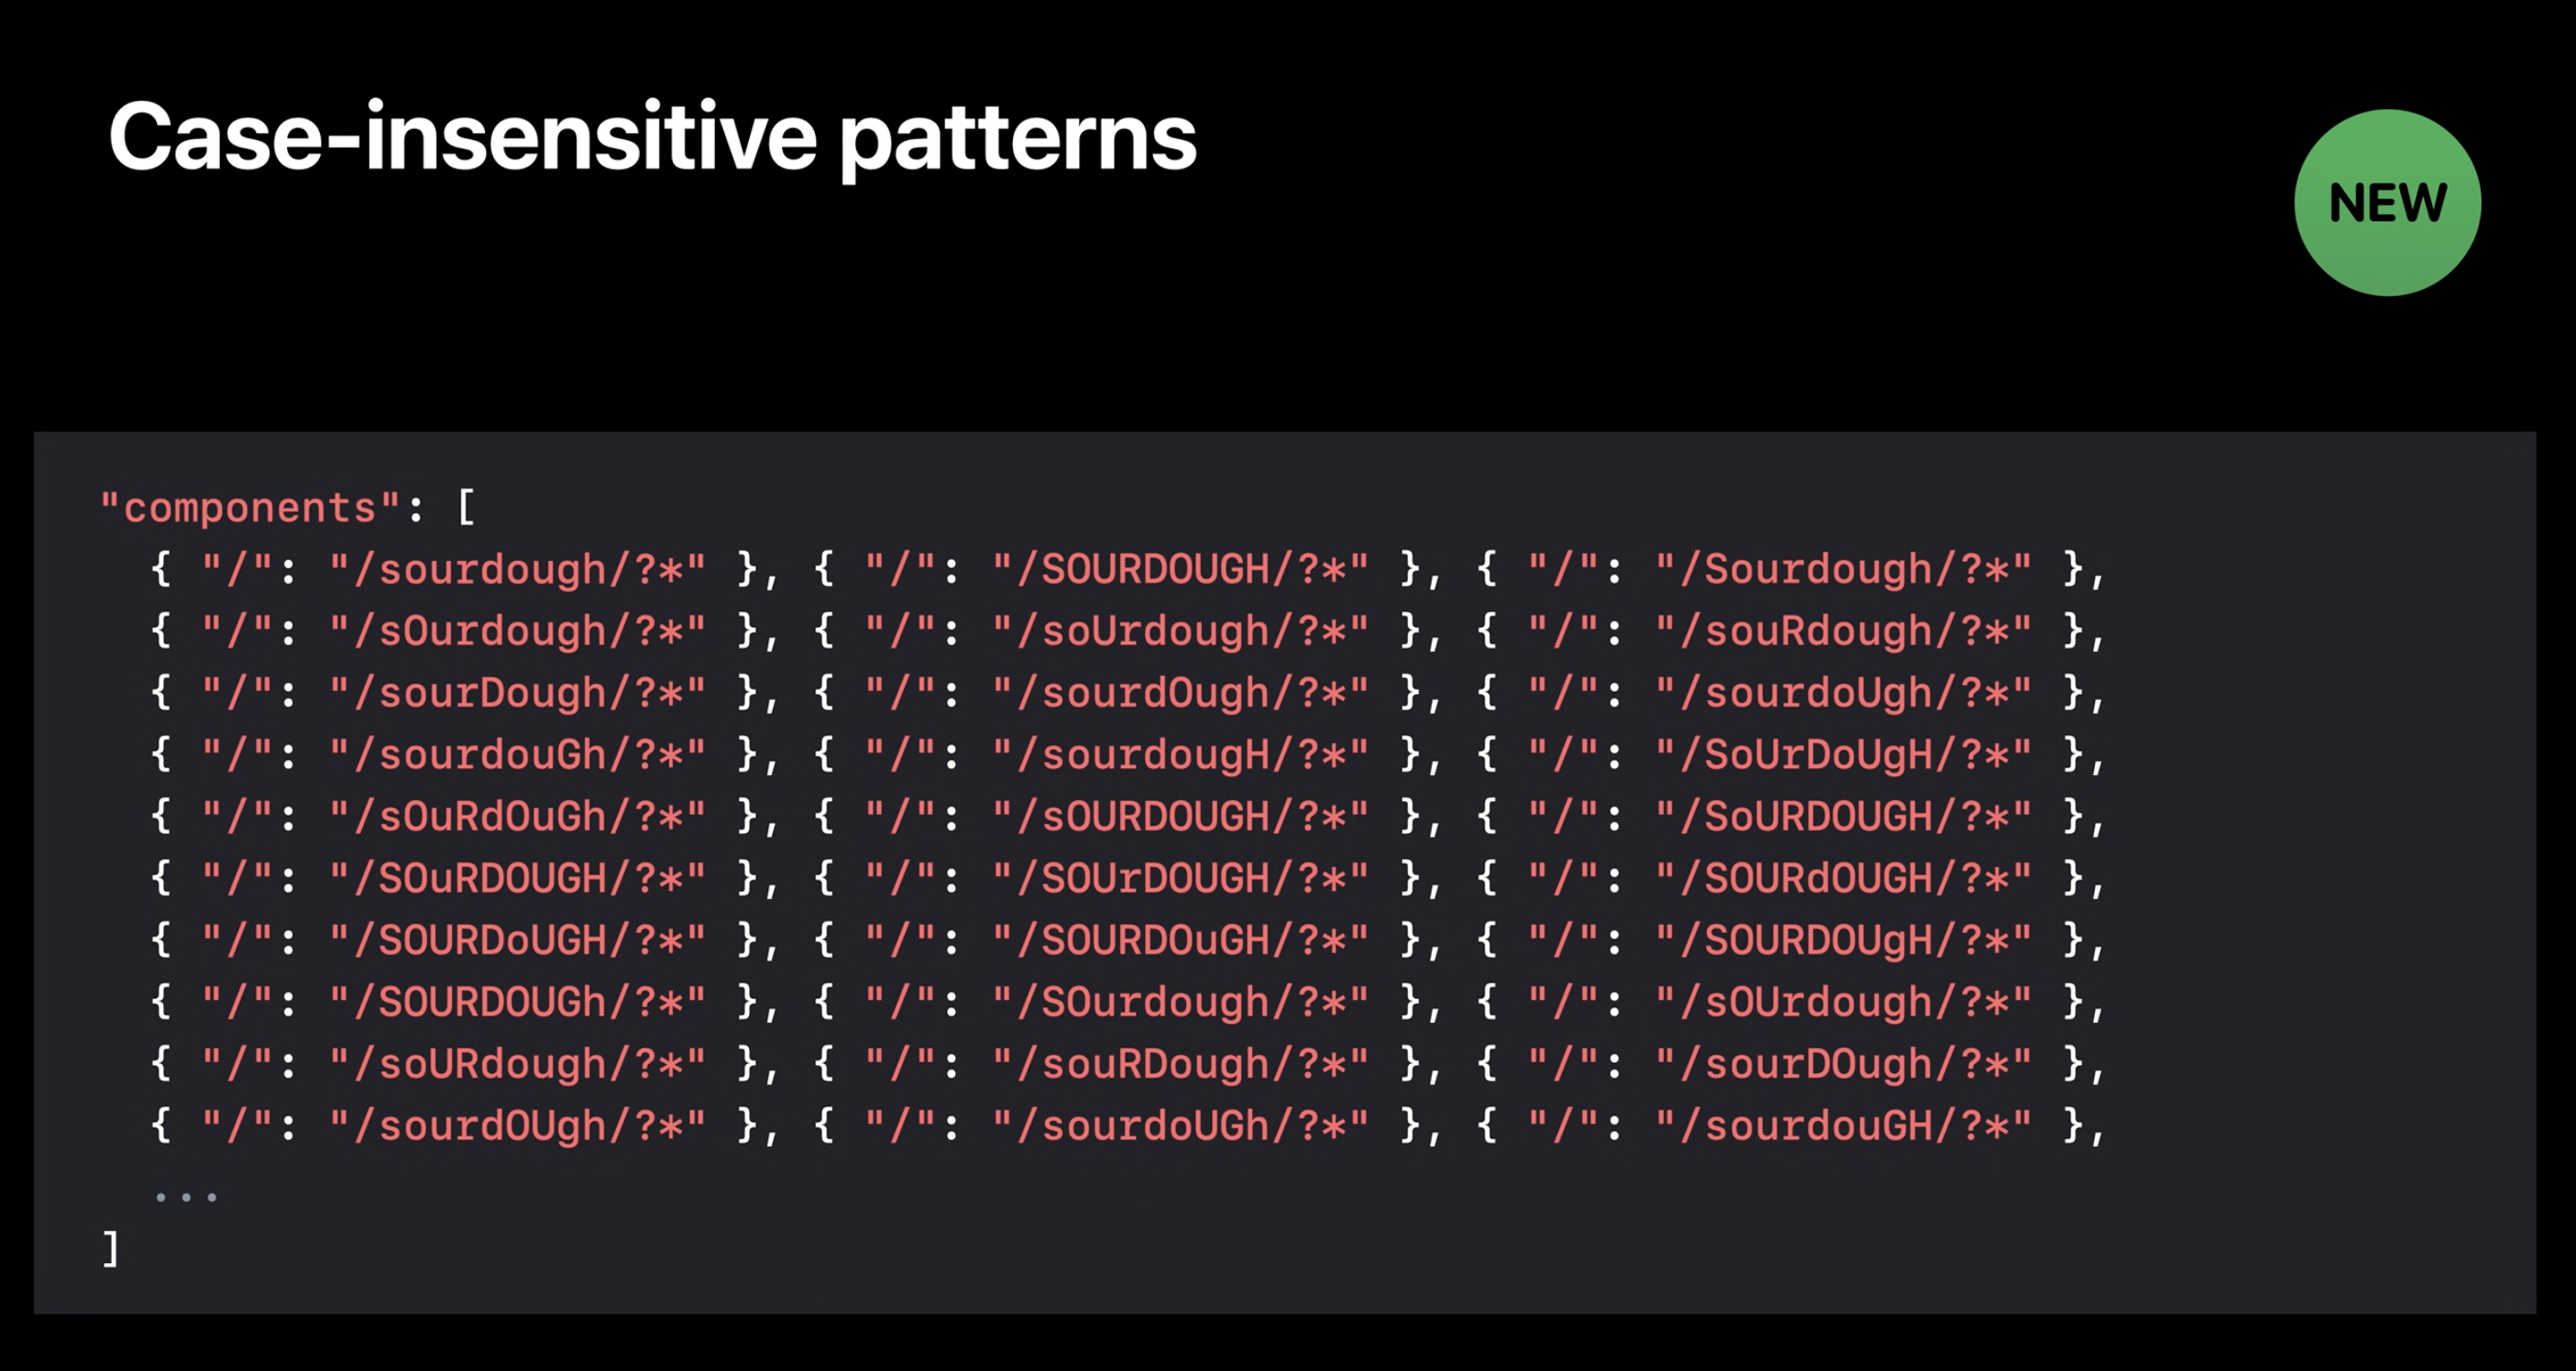 Case-insensitive patterns
NEW
"components": [
{ "/": "/sourdough/?*" }, { "/": "/SOURDOUGH/?*" }, { "/": "/Sourdough/?*" },
{ "/": "/sOurdough/?*" }, { "/": "/soUrdough/?*" }, { "/": "/souRdough/?*" },
{ "/": "/sourDough/?*" }, { "/": "/sourdOugh/?*" }, { "/": "/sourdoUgh/?*" },
{ "/": "/sourdouGh/?*" }, { "/": "/sourdougH/?*" }, { "/": "/SoUrDoUgH/?*" },
{ "/": "/sOuRdOuGh/?*" }, { "/": "/sOURDOUGH/?*" }, { "/": "/SoURDOUGH/?*" },
{ "/": "/SOuRDOUGH/?*" }, { "/": "/SOUrDOUGH/?*" }, { "/": "/SOURdOUGH/?*" },
{ "/": "/SOURDoUGH/?*" }, { "/": "/SOURDOuGH/?*" }, { "/": "/SOURDOUgH/?*" },
{ "/": "/SOURDOUGh/?*" }, { "/": "/SOurdough/?*" }, { "/": "/sOUrdough/?*" },
{ "/": "/soURdough/?*" }, { "/": "/souRDough/?*" }, { "/": "/sourDOugh/?*" },
{ "/": "/sourdOUgh/?*" }, { "/": "/sourdoUGh/?*" }, { "/": "/sourdouGH/?*" },
...
]